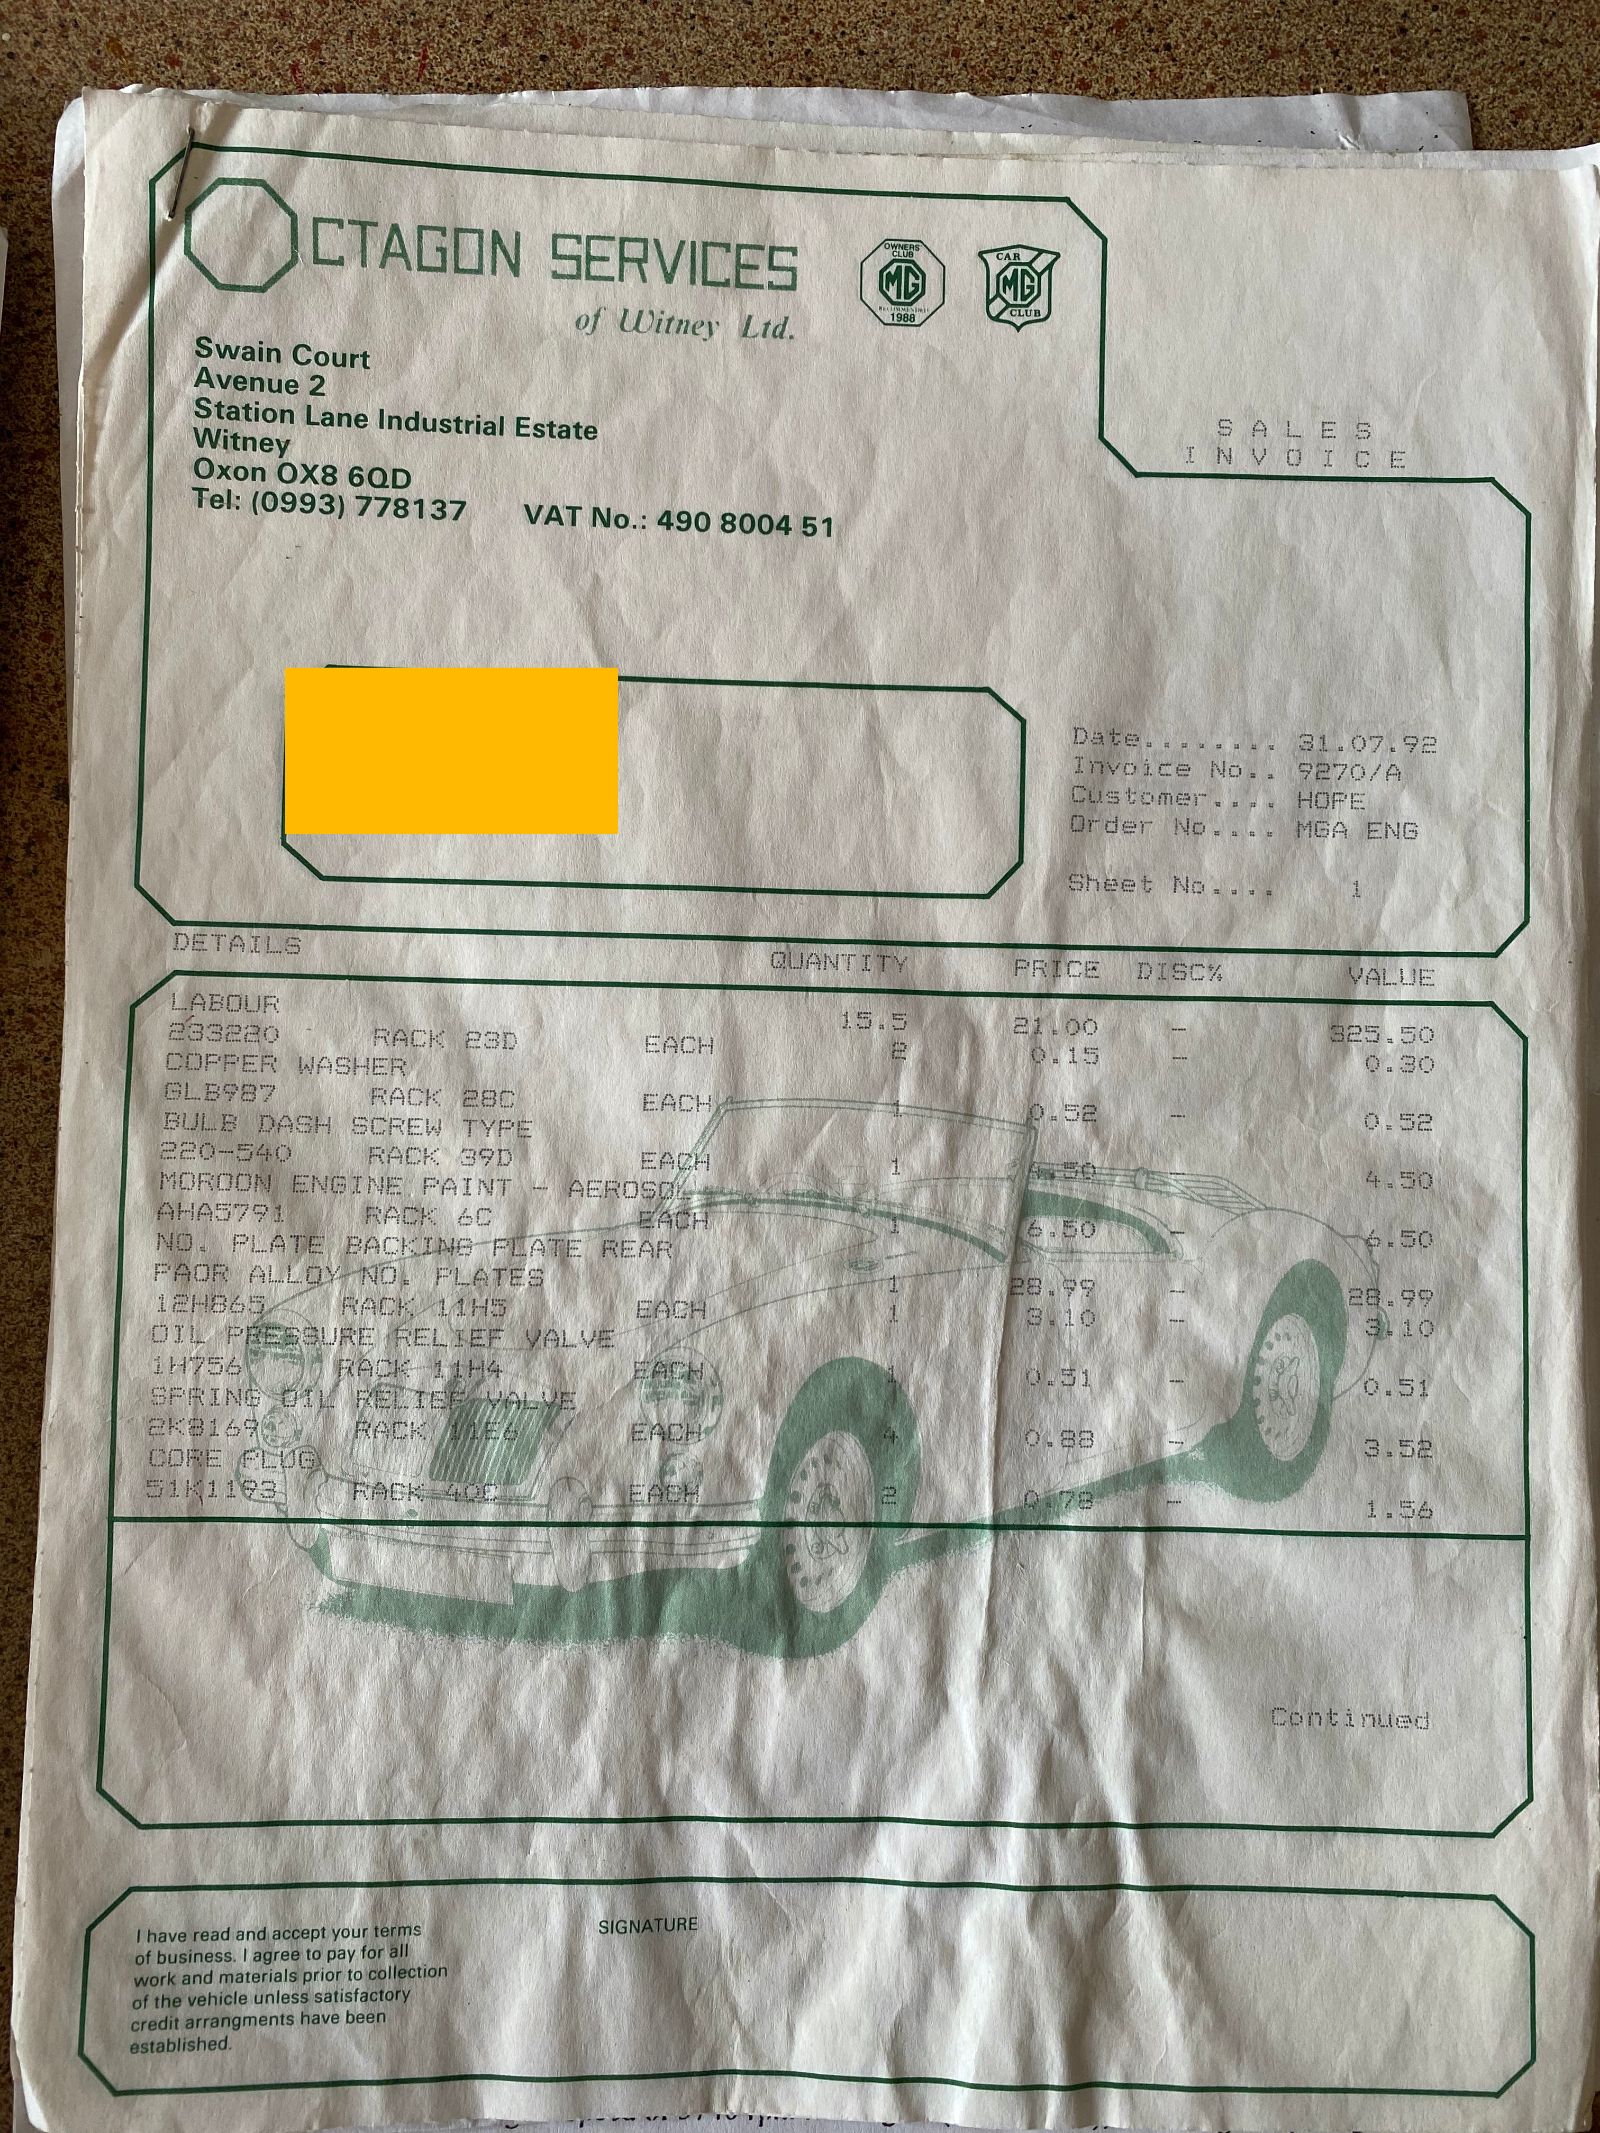 OCTAGON SERVICES
of Witney Ltd.
OWNERS' CLUB MG RECOMMENDED 1988
CAR MG CLUB
Swain Court
Avenue 2
Station Lane Industrial Estate
Witney
Oxon OX8 6QD
Tel: (0993) 778137 VAT No.: 490 8004 51
SALES
INVOICE
Date........ 31.07.92
Invoice No.. 9270/A
Customer.... HOPE
Order No.... MGA ENG
Sheet No.... 1
DETAILS QUANTITY PRICE DISC% VALUE
LABOUR 15.5 21.00 - 325.50
233220 RACK 23D EACH 2 0.15 - 0.30
COPPER WASHER
GLB987 RACK 28C EACH 1 0.52 - 0.52
BULB DASH SCREW TYPE
220-540 RACK 39D EACH 1 4.50 4.50
MOROON ENGINE PAINT - AEROSOL
AHA5791 RACK 6C EACH 1 6.50 - 6.50
NO. PLATE BACKING PLATE REAR
PAOR ALLOY NO. PLATES 1 28.99 - 28.99
12H865 RACK 11H5 EACH 1 3.10 - 3.10
OIL PRESSURE RELIEF VALVE
1H756 RACK 11H4 EACH 1 0.51 - 0.51
SPRING OIL RELIEF VALVE
2K8169 RACK 11E6 EACH 4 0.88 - 3.52
CORE PLUG
51K1193 RACK 40C EACH 2 0.78 - 1.56
Continued
I have read and accept your terms
of business. I agree to pay for all
work and materials prior to collection
of the vehicle unless satisfactory
credit arrangments have been
established.
SIGNATURE